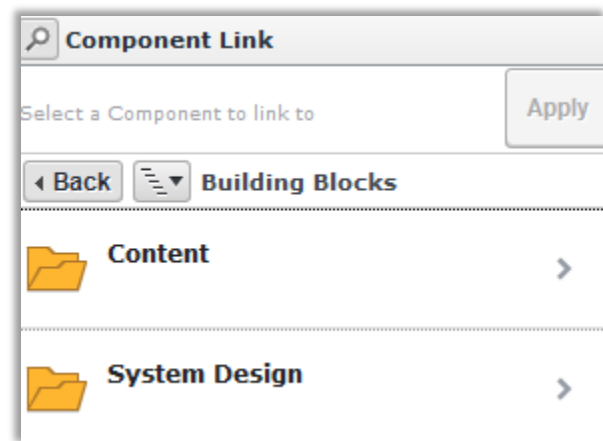 Component Link
Select a Component to link to
Apply
Back
Building Blocks
Content
System Design